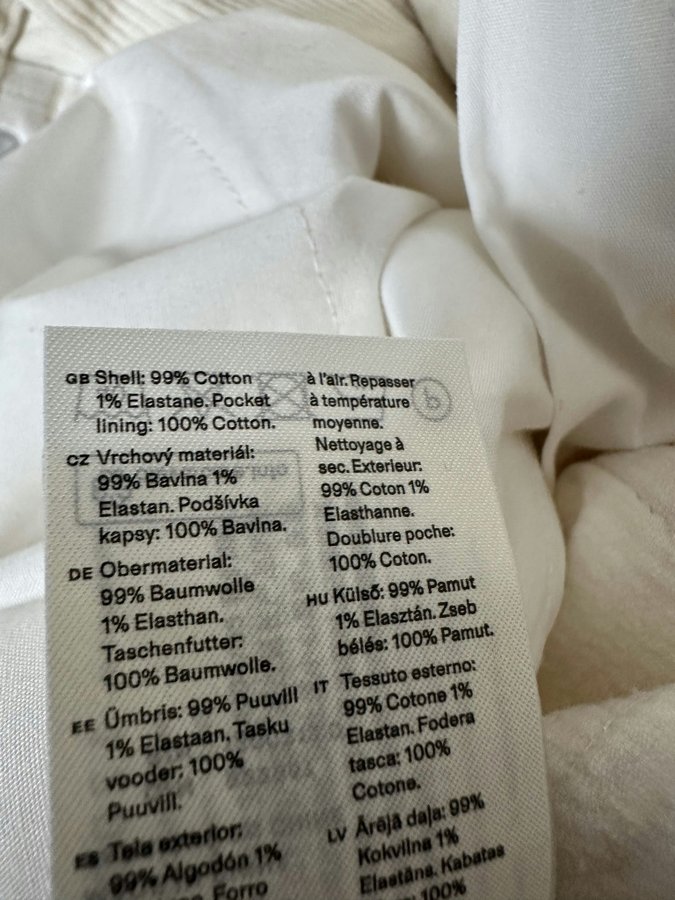 GB Shell: 99% Cotton
1% Elastane. Pocket
lining: 100% Cotton.
CZ Vrchový materiál:
99% Bavlna 1%
Elastan. Podšívka
kapsy: 100% Bavlna.
DE Obermaterial:
99% Baumwolle
1% Elasthan.
Taschenfutter:
100% Baumwolle.
EE Ümbris: 99% Puuvill
1% Elastaan. Tasku
vooder: 100%
Puuvill.
ES Tela exterior:
99% Algodón 1%
Forro
à l'air. Repasser
à température
moyenne.
Nettoyage à
sec. Exterieur:
99% Coton 1%
Elasthanne.
Doublure poche:
100% Coton.
HU Külső: 99% Pamut
1% Elasztán. Zseb
bélés: 100% Pamut.
IT Tessuto esterno:
99% Cotone 1%
Elastan. Fodera
tasca: 100%
Cotone.
LV Ārējā daļa: 99%
Kokvilna 1%
Elastāns. Kabatas
100%